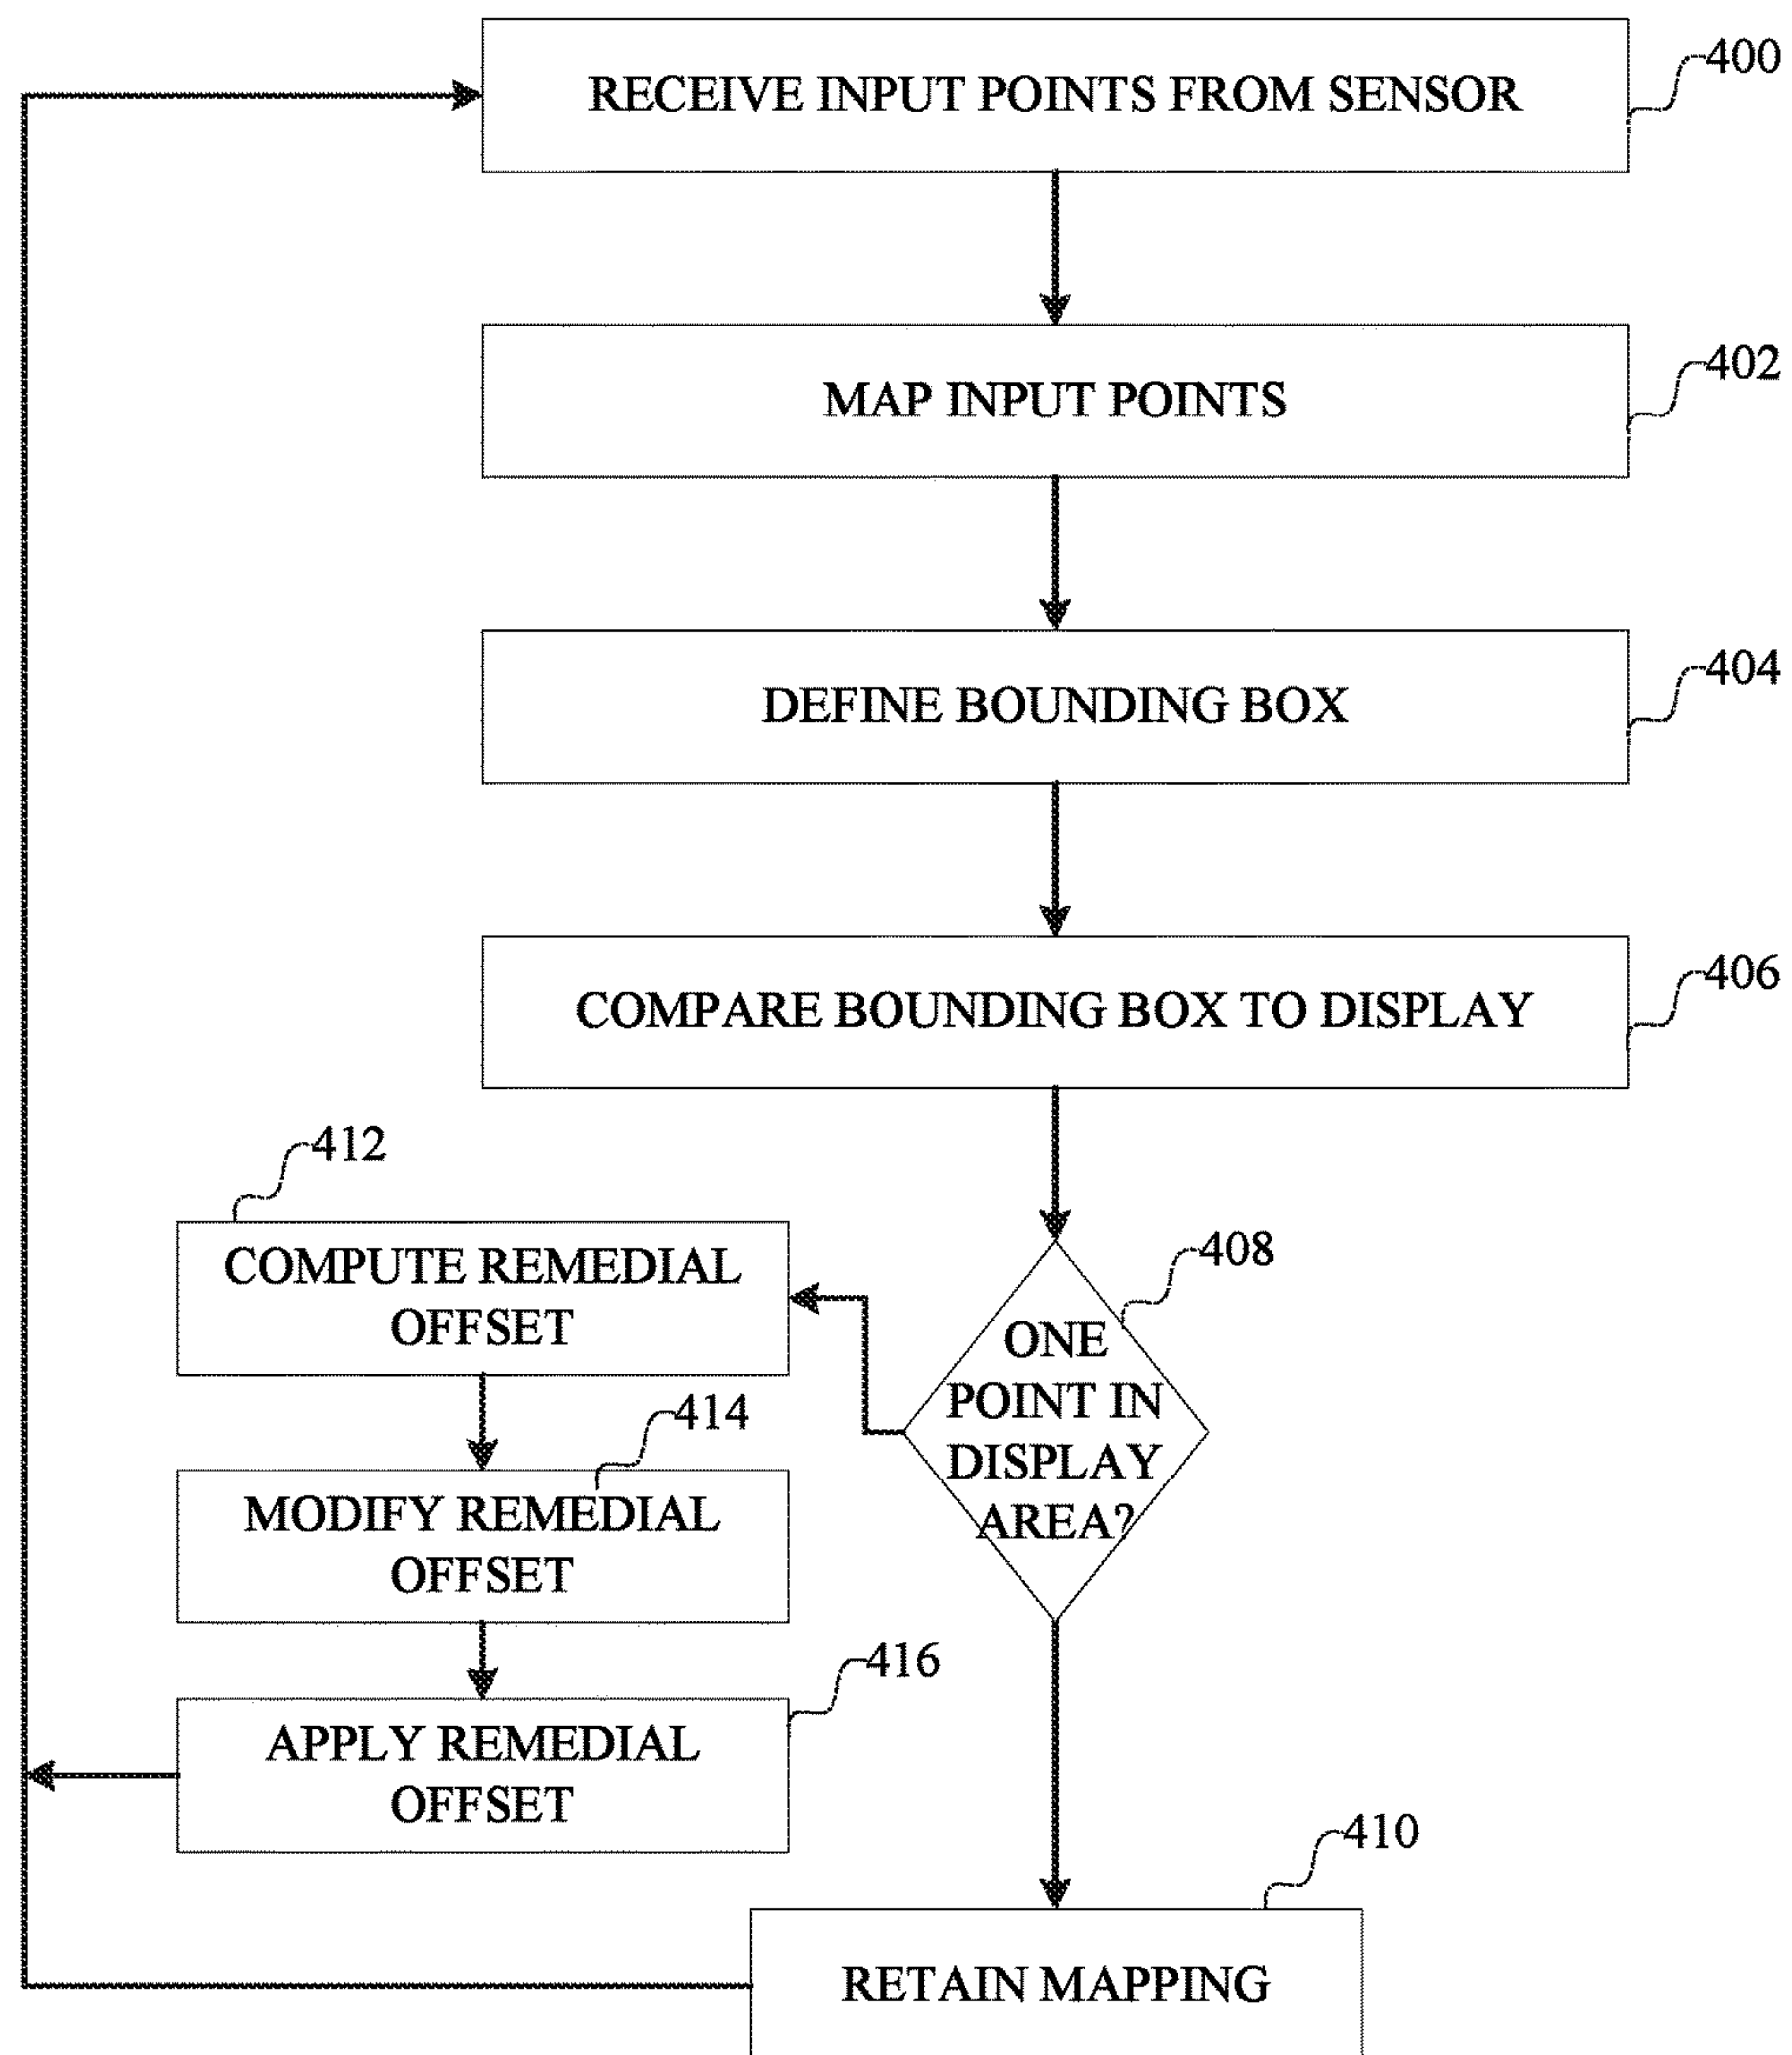 RECEIVE INPUT POINTS FROM SENSOR
400
MAP INPUT POINTS
402
DEFINE BOUNDING BOX
404
COMPARE BOUNDING BOX TO DISPLAY
406
412
COMPUTE REMEDIAL
OFFSET
408
ONE
POINT IN
DISPLAY
AREA?
414
MODIFY REMEDIAL
OFFSET
416
APPLY REMEDIAL
OFFSET
410
RETAIN MAPPING